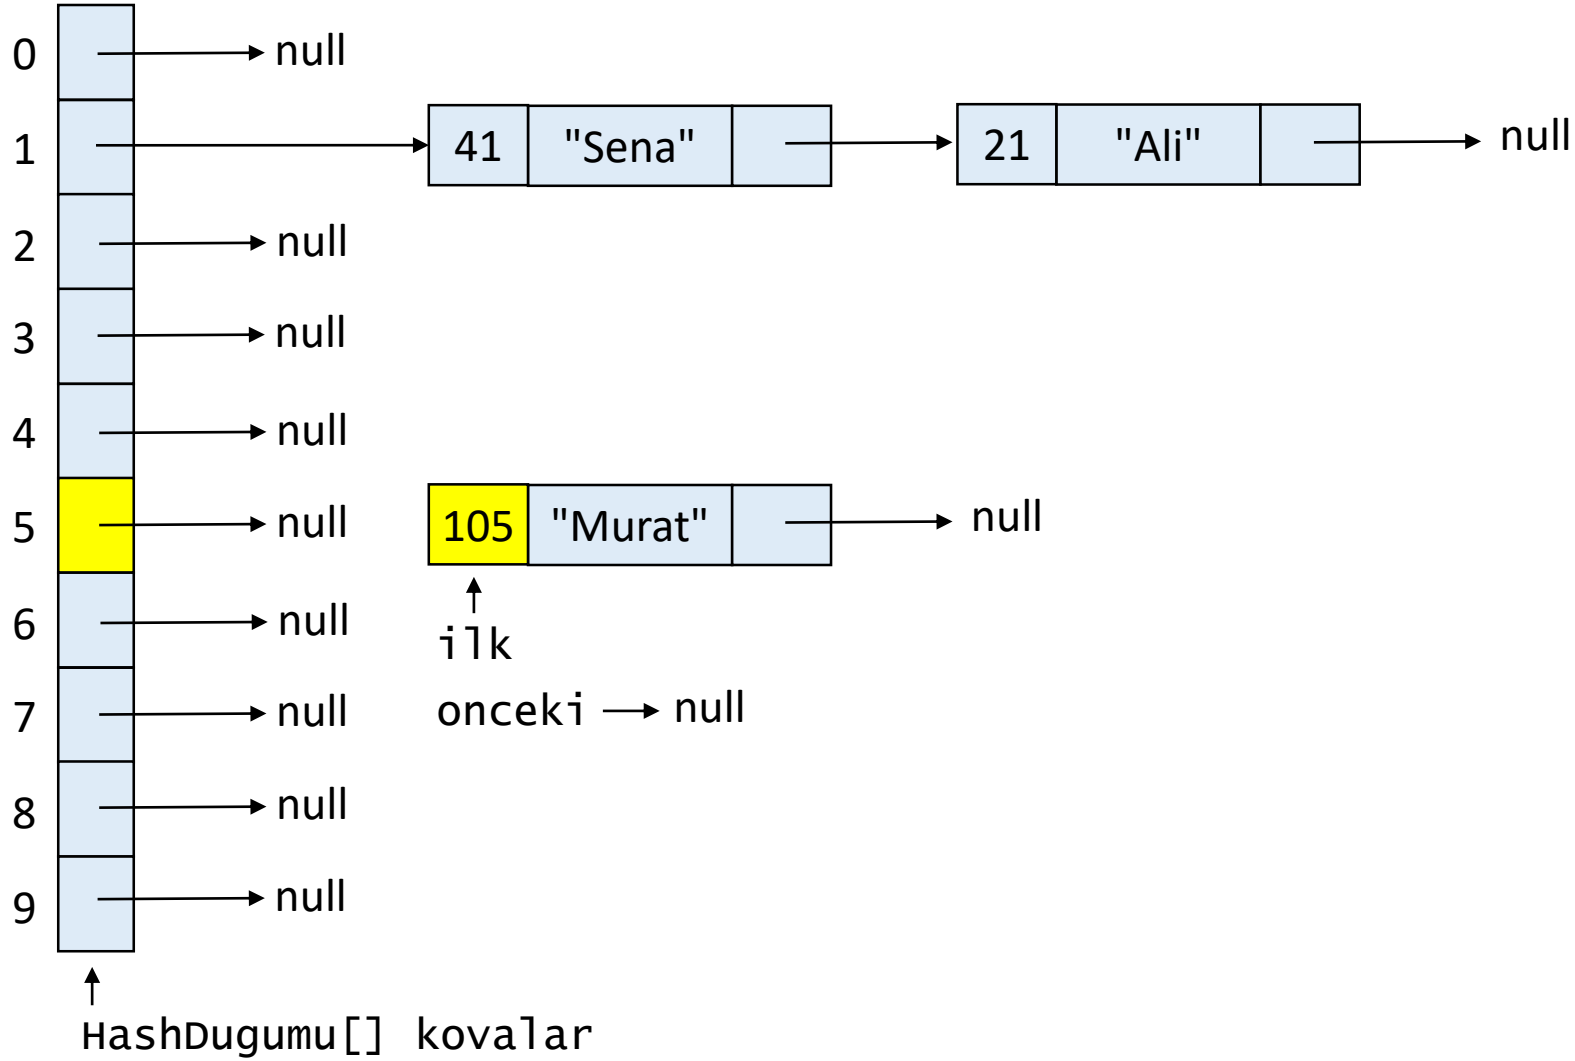 0 null
1 41 "Sena" 21 "Ali" null
2 null
3 null
4 null
5 null 105 "Murat" null
6 null
ilk
7 null onceki null
8 null
9 null
HashDugumu[] kovalar